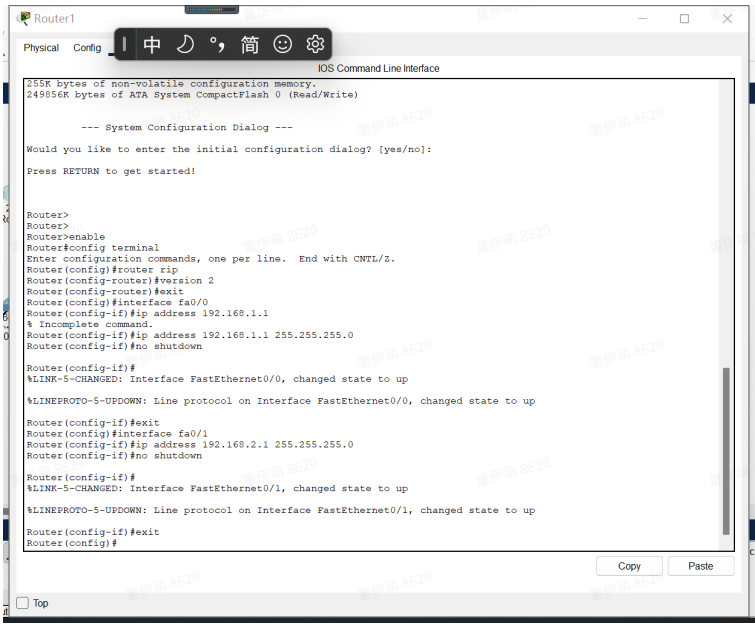 Router1
Physical Config
中 简
IOS Command Line Interface
255K bytes of non-volatile configuration memory.
249856K bytes of ATA System CompactFlash 0 (Read/Write)
--- System Configuration Dialog ---
Would you like to enter the initial configuration dialog? [yes/no]:
Press RETURN to get started!
Router>
Router>
Router>enable
Router#config terminal
Enter configuration commands, one per line.  End with CNTL/Z.
Router(config)#router rip
Router(config-router)#version 2
Router(config-router)#exit
Router(config)#interface fa0/0
Router(config-if)#ip address 192.168.1.1
% Incomplete command.
Router(config-if)#ip address 192.168.1.1 255.255.255.0
Router(config-if)#no shutdown
Router(config-if)#
%LINK-5-CHANGED: Interface FastEthernet0/0, changed state to up
%LINEPROTO-5-UPDOWN: Line protocol on Interface FastEthernet0/0, changed state to up
Router(config-if)#exit
Router(config)#interface fa0/1
Router(config-if)#ip address 192.168.2.1 255.255.255.0
Router(config-if)#no shutdown
Router(config-if)#
%LINK-5-CHANGED: Interface FastEthernet0/1, changed state to up
%LINEPROTO-5-UPDOWN: Line protocol on Interface FastEthernet0/1, changed state to up
Router(config-if)#exit
Router(config)#
Copy Paste
Top